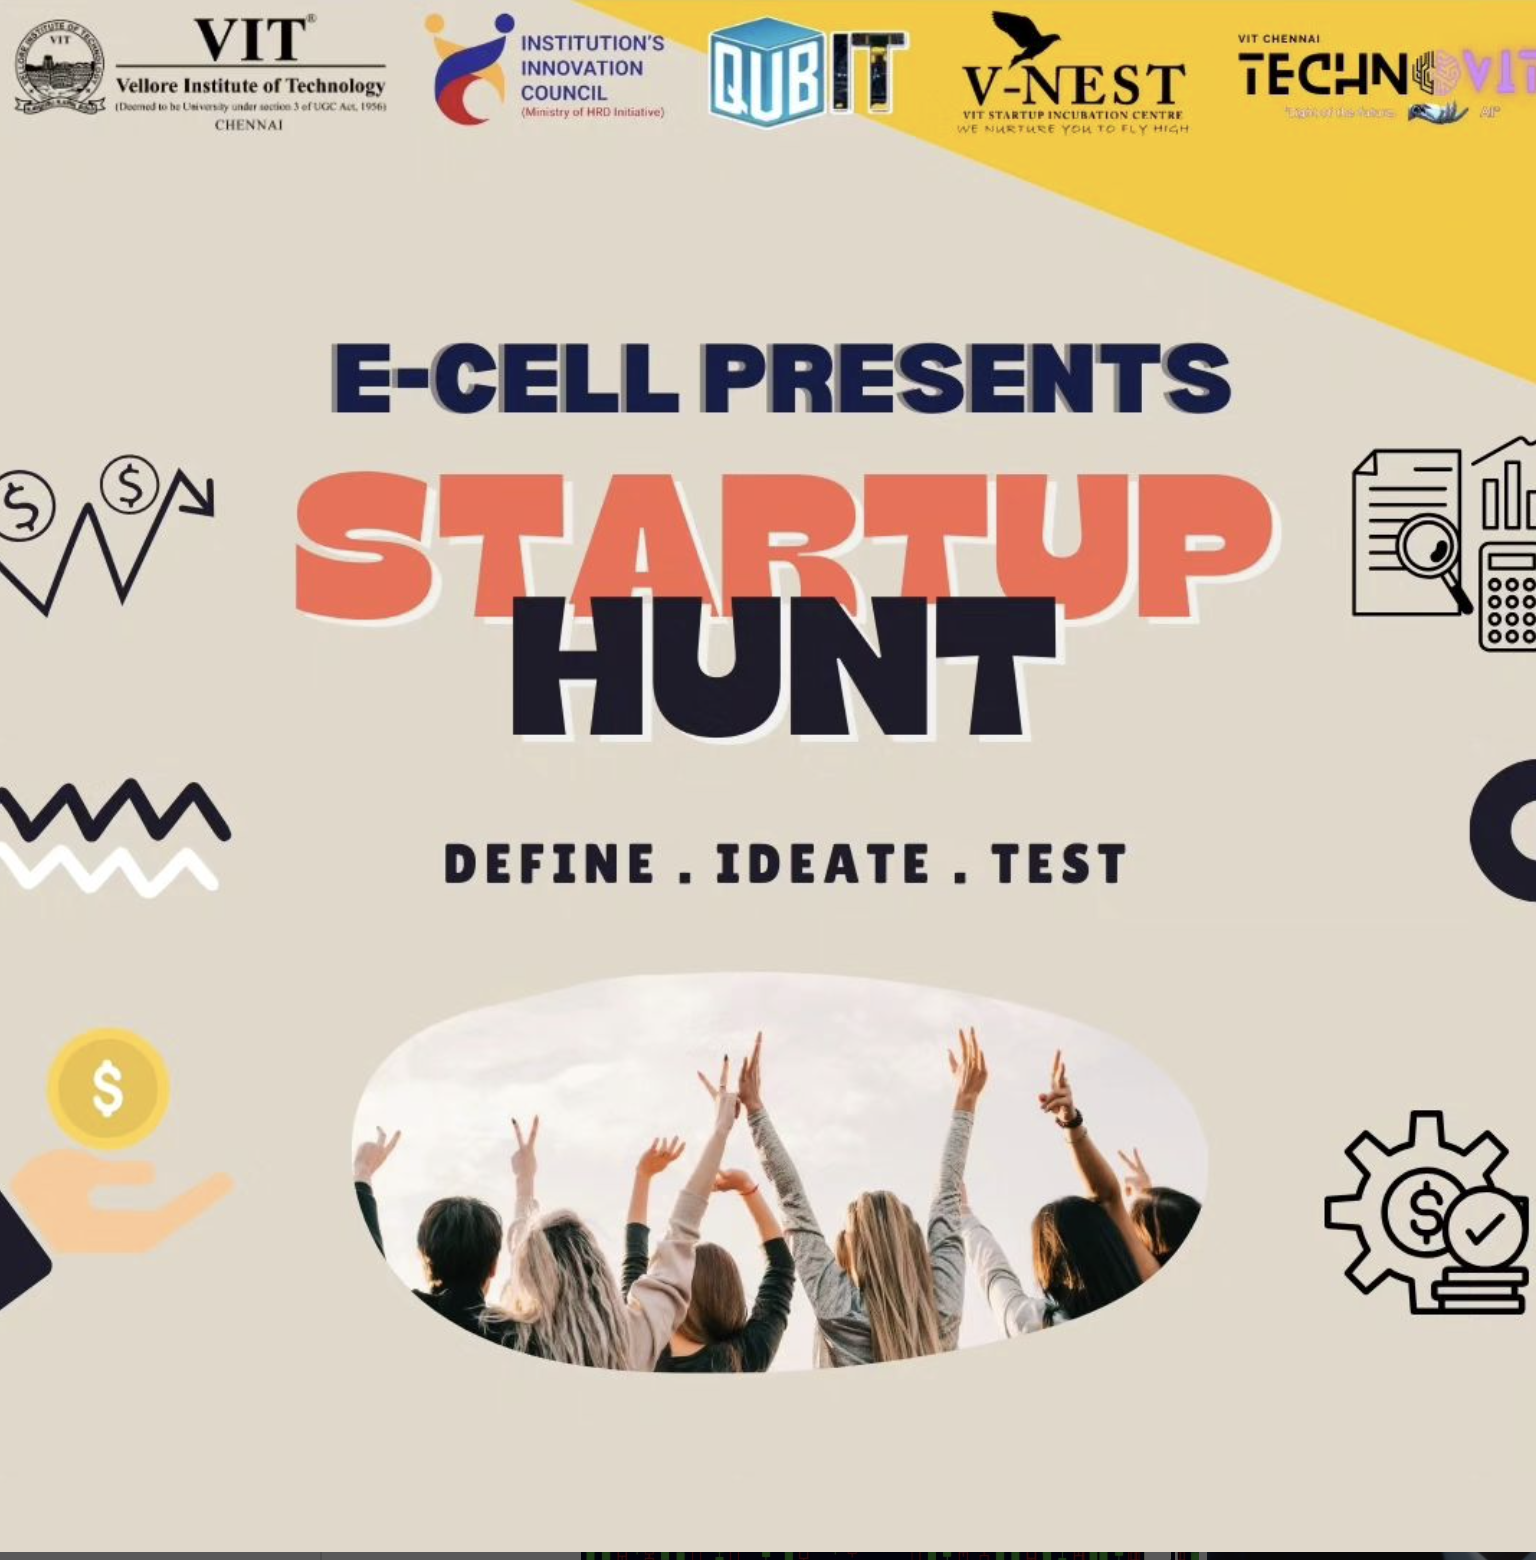 VIT®
VIT
Vellore Institute of Technology
(Deemed to be University under section 3 of UGC Act, 1956)
CHENNAI
INSTITUTION'S
INNOVATION
COUNCIL
(Ministry of HRD Initiative)
QUBIT
V-NEST
VIT STARTUP INCUBATION CENTRE
WE NURTURE YOU TO FLY HIGH
VIT CHENNAI
TECHNOVIT
AI"
E-CELL PRESENTS
STARTUP
HUNT
DEFINE . IDEATE . TEST